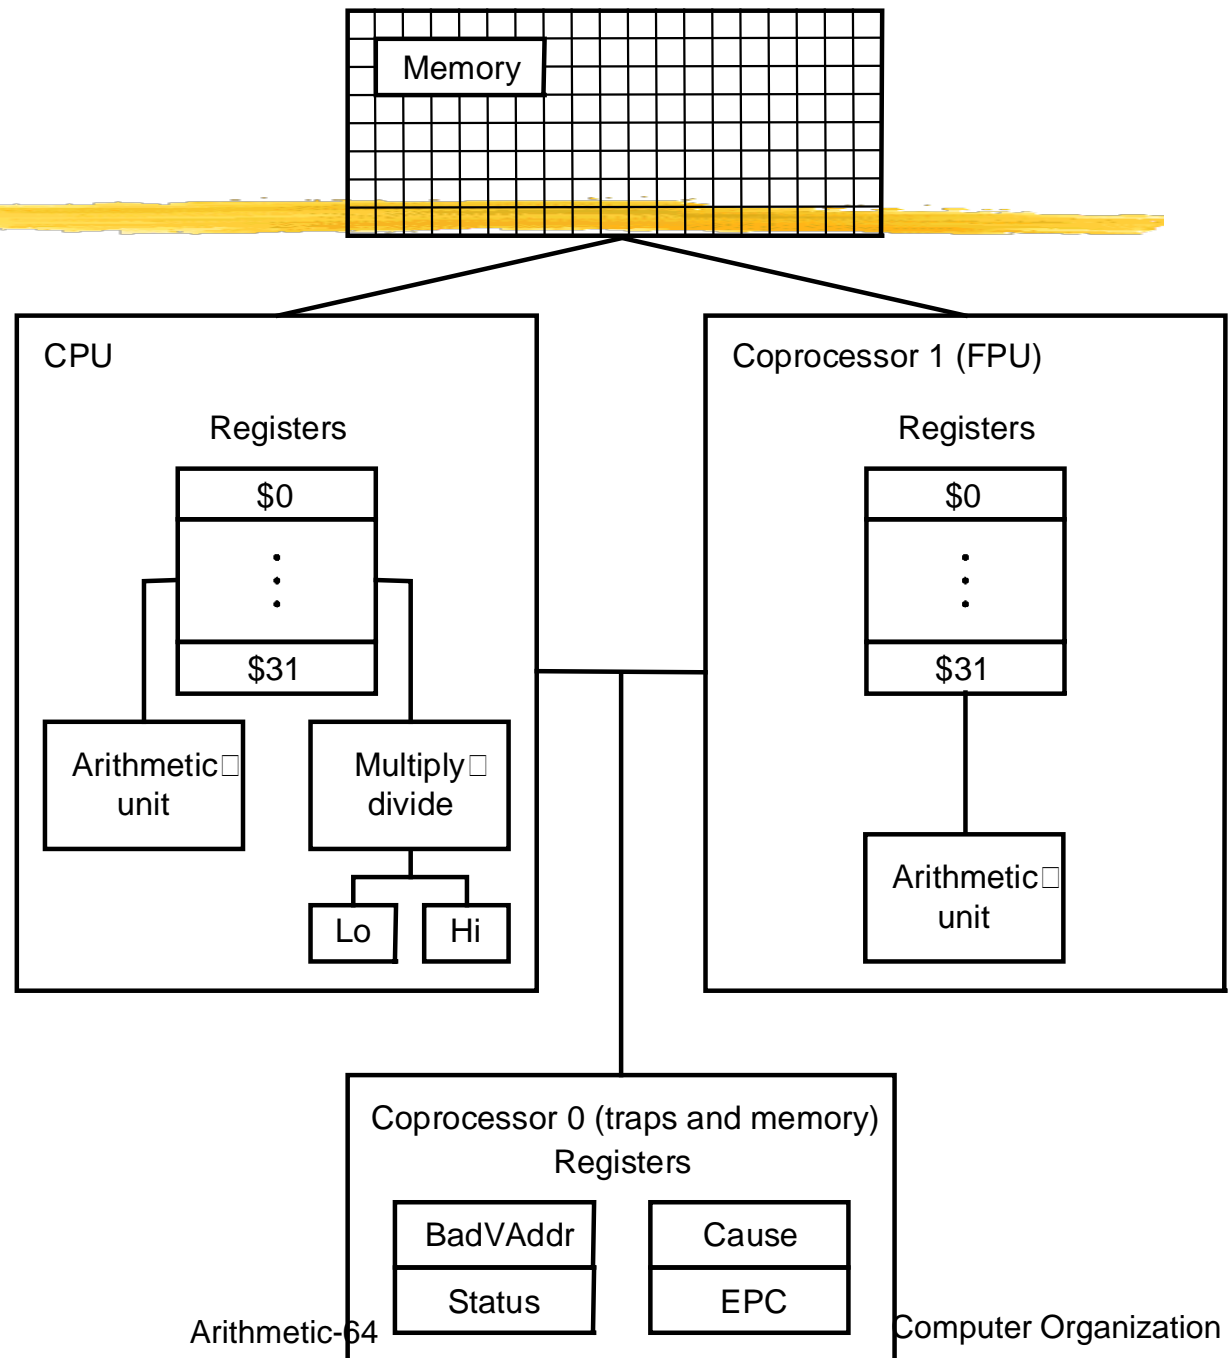 Memory
CPU
Registers
$0
$31
Arithmetic
unit
Multiply
divide
Lo
Hi
Coprocessor 1 (FPU)
Registers
$0
$31
Arithmetic
unit
Coprocessor 0 (traps and memory)
Registers
BadVAddr
Cause
Status
EPC
Arithmetic-64
Computer Organization